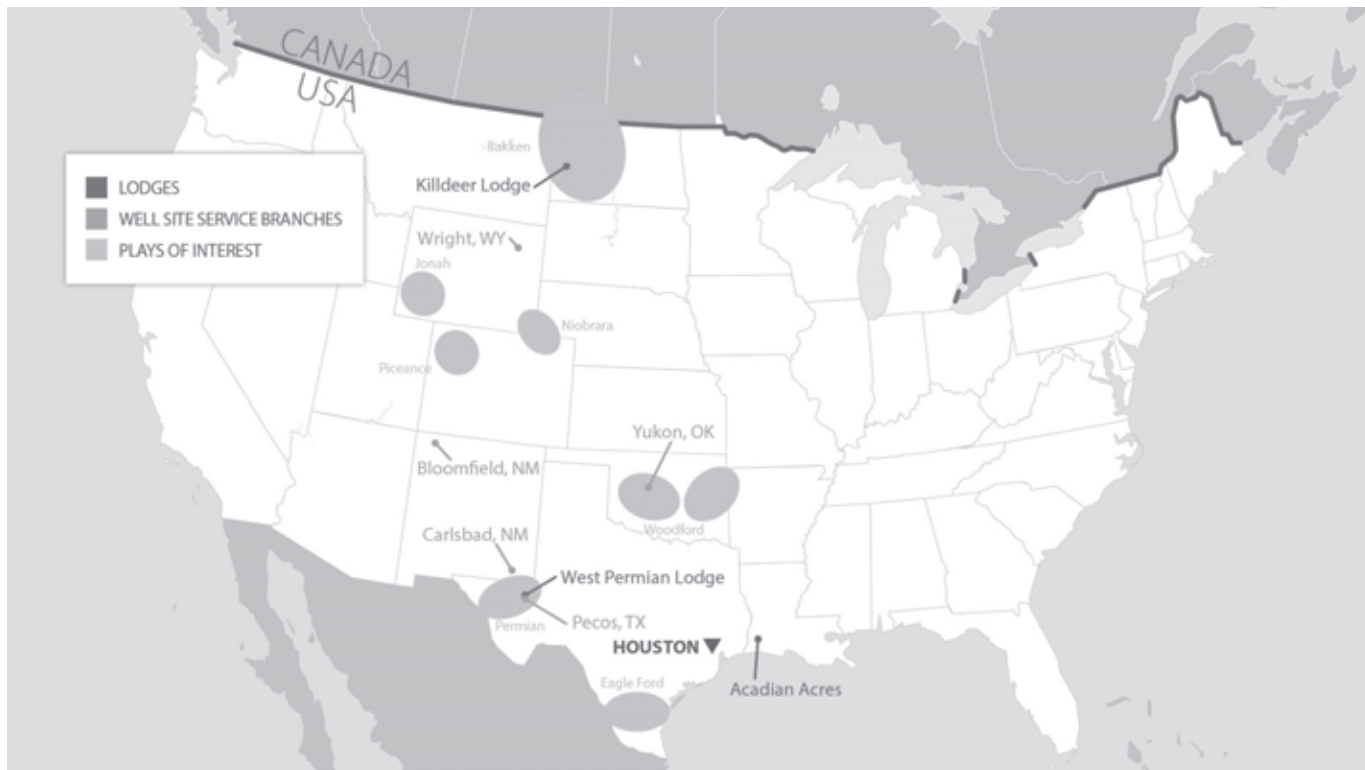 CANADA
USA
Bakken
Killdeer Lodge
LODGES
WELL SITE SERVICE BRANCHES
PLAYS OF INTEREST
Wright, WY
Jonah
Niobrara
Piceance
Yukon, OK
Bloomfield, NM
Woodford
Carlsbad, NM
West Permian Lodge
Pecos, TX
Permian
HOUSTON
Eagle Ford
Acadian Acres